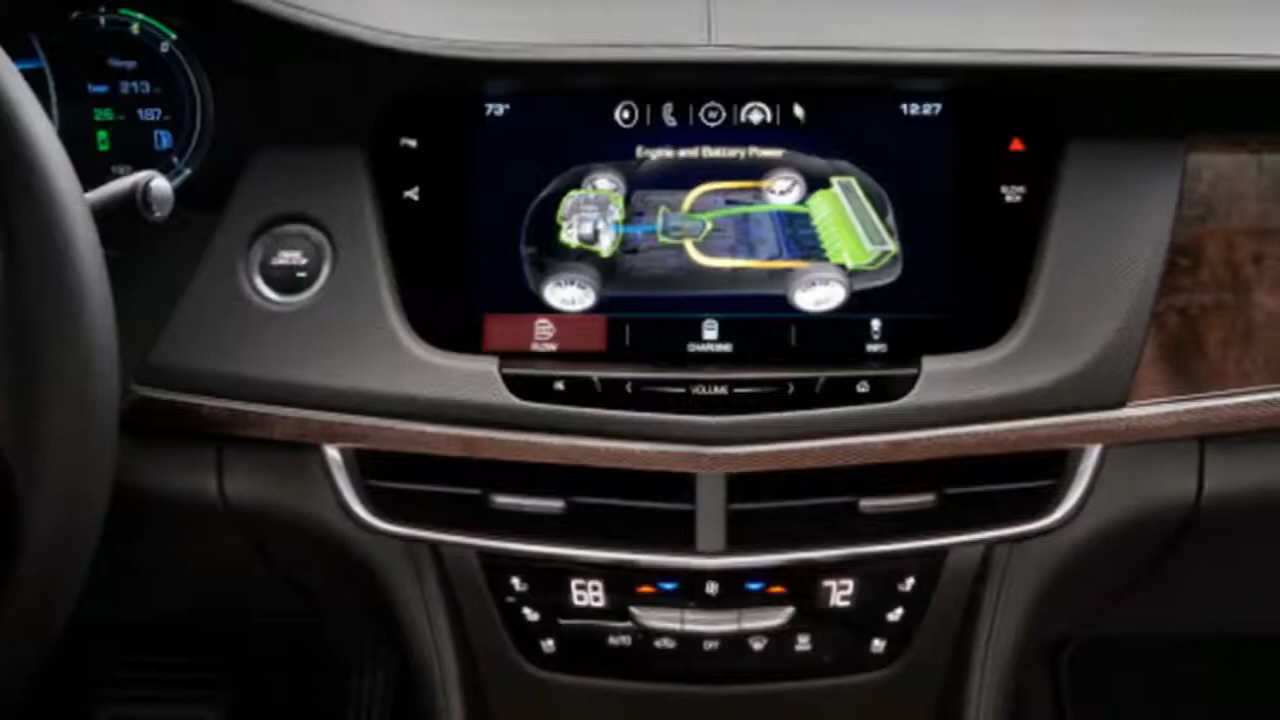 Range
213
26 187
73° 12:27
Engine and Battery Power
FLOW CHARGING INFO
VOLUME
68 72
AUTO OFF